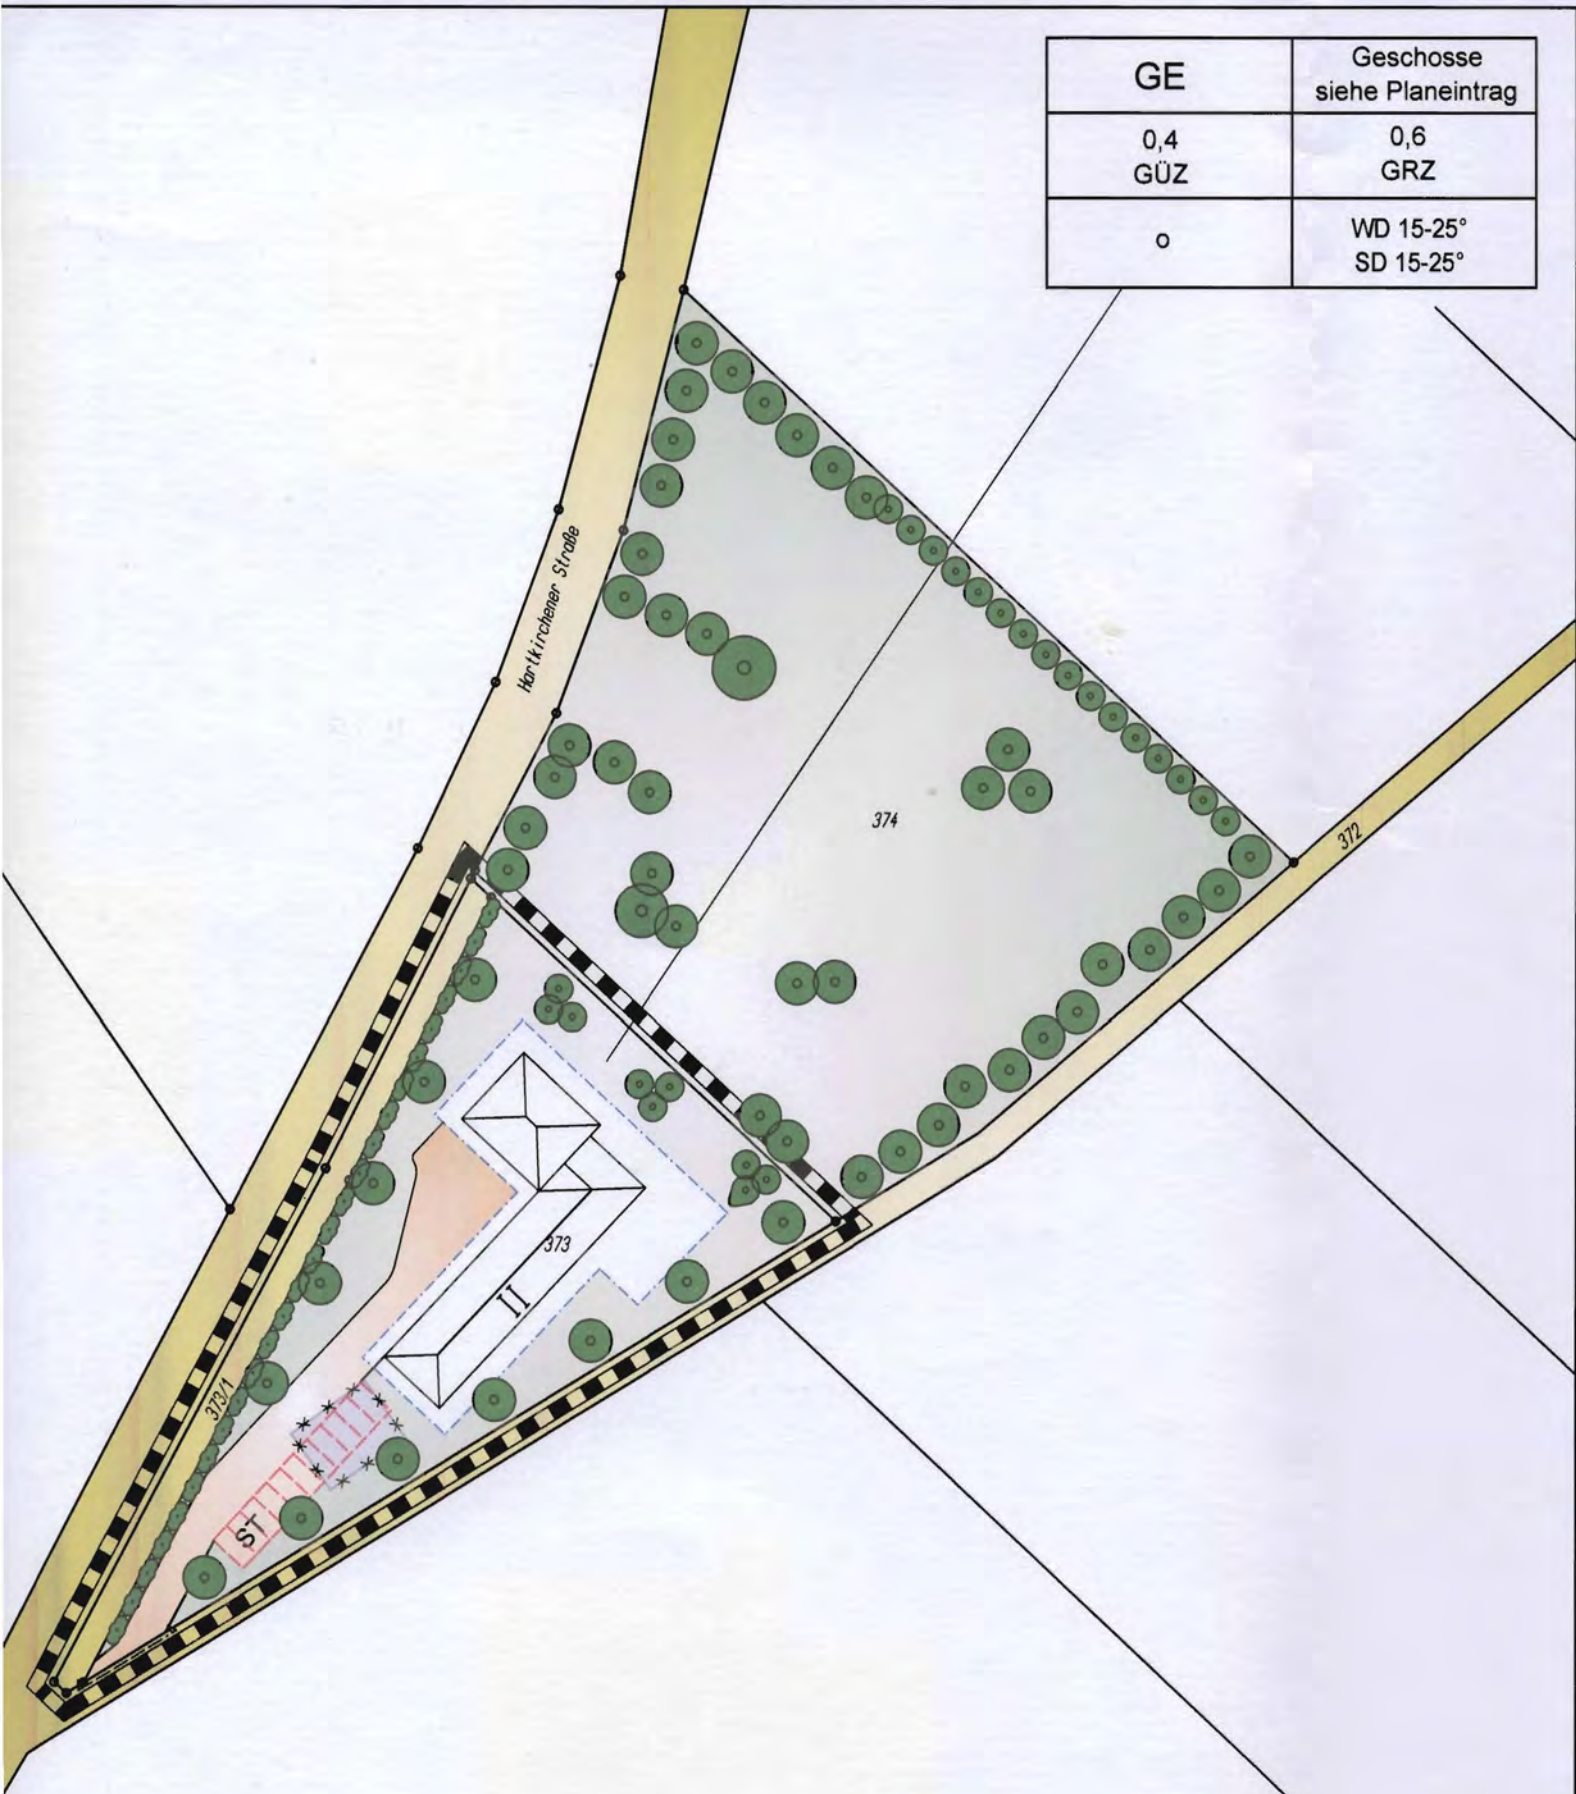 GE
Geschosse
siehe Planeintrag
0,4
GÜZ
0,6
GRZ
o
WD 15-25°
SD 15-25°
Hartkirchener Straße
374
372
373
II
373/1
ST